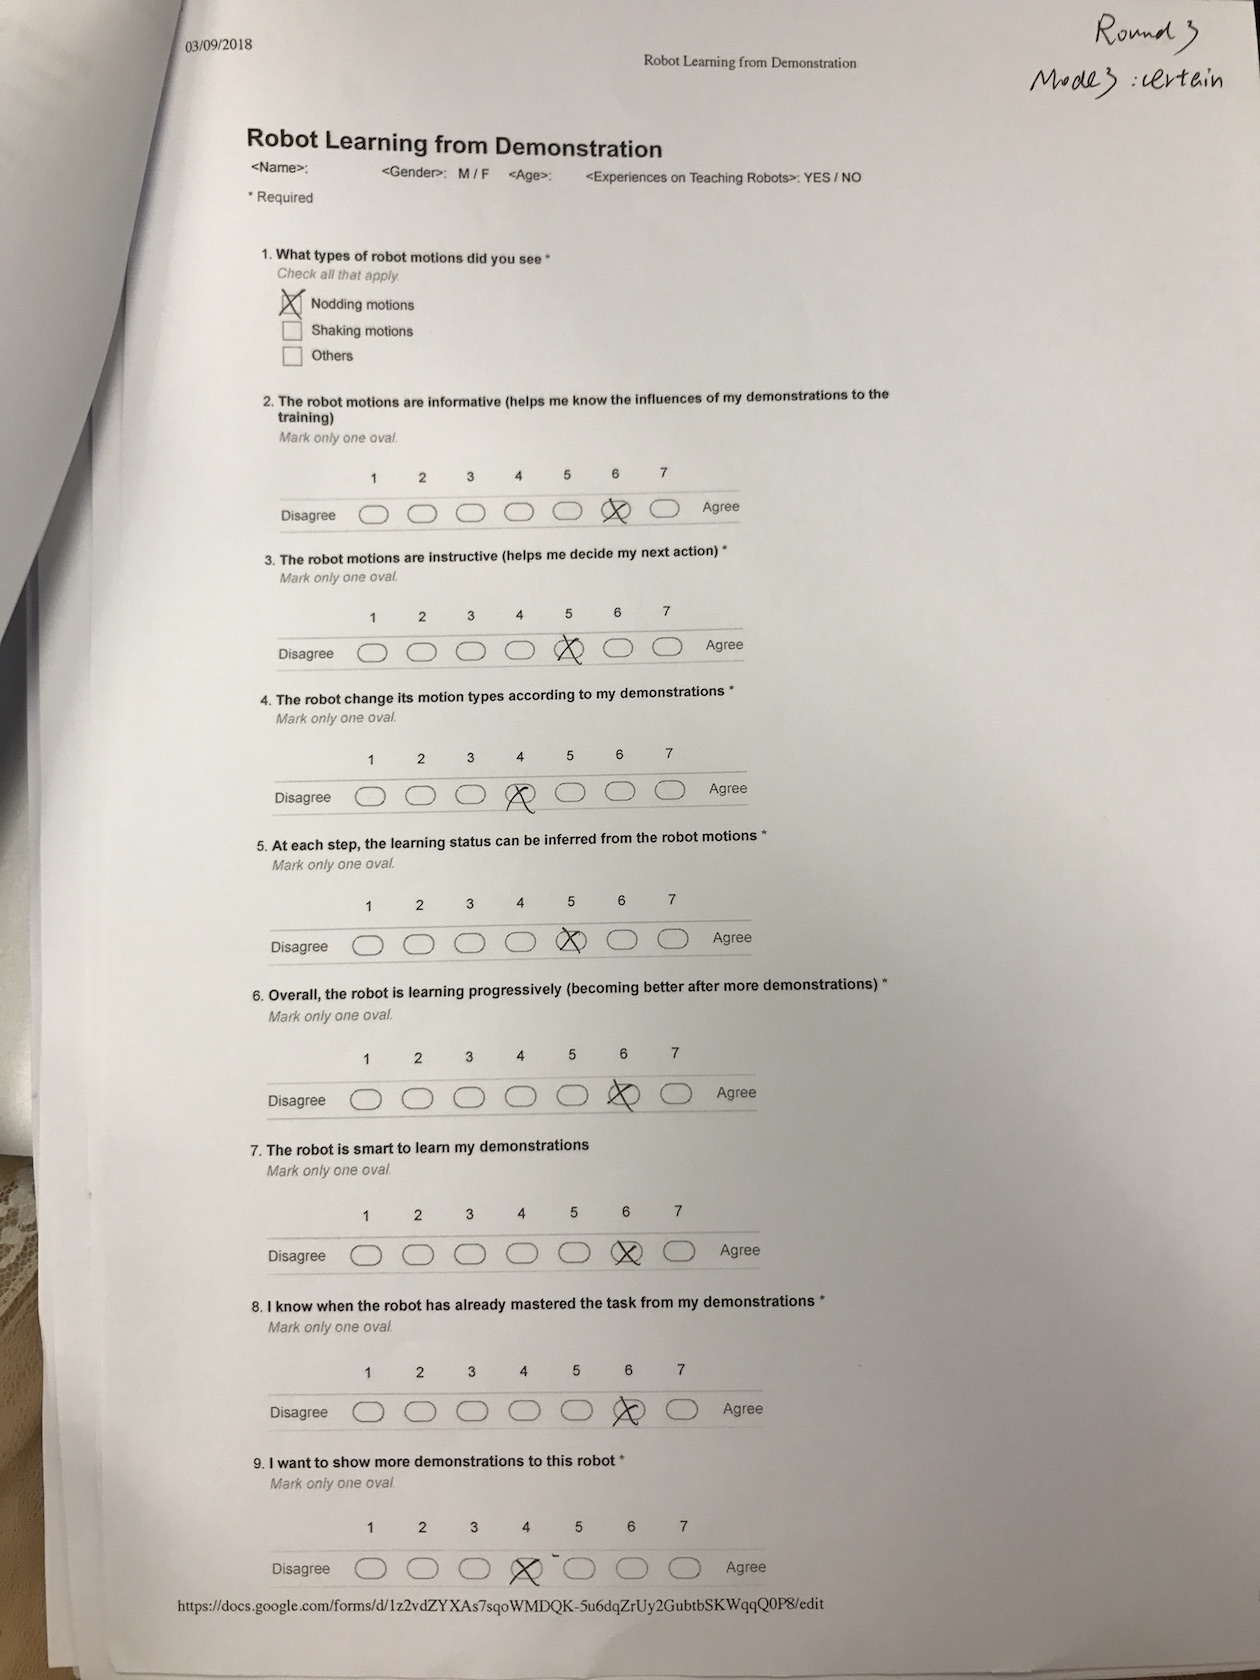 03/09/2018
Robot Learning from Demonstration
Round 3
Mode3 : certain
Robot Learning from Demonstration
<Name>: <Gender>: M / F <Age>: <Experiences on Teaching Robots>: YES / NO
* Required
1. What types of robot motions did you see *
Check all that apply.
Nodding motions
Shaking motions
Others
2. The robot motions are informative (helps me know the influences of my demonstrations to the
training)
Mark only one oval.
1 2 3 4 5 6 7
Disagree Agree
3. The robot motions are instructive (helps me decide my next action) *
Mark only one oval.
1 2 3 4 5 6 7
Disagree Agree
4. The robot change its motion types according to my demonstrations *
Mark only one oval.
1 2 3 4 5 6 7
Disagree Agree
5. At each step, the learning status can be inferred from the robot motions *
Mark only one oval.
1 2 3 4 5 6 7
Disagree Agree
6. Overall, the robot is learning progressively (becoming better after more demonstrations) *
Mark only one oval.
1 2 3 4 5 6 7
Disagree Agree
7. The robot is smart to learn my demonstrations
Mark only one oval.
1 2 3 4 5 6 7
Disagree Agree
8. I know when the robot has already mastered the task from my demonstrations *
Mark only one oval.
1 2 3 4 5 6 7
Disagree Agree
9. I want to show more demonstrations to this robot *
Mark only one oval.
1 2 3 4 5 6 7
Disagree Agree
https://docs.google.com/forms/d/1z2vdZYXAs7sqoWMDQK-5u6dqZrUy2GubtbSKWqqQ0P8/edit